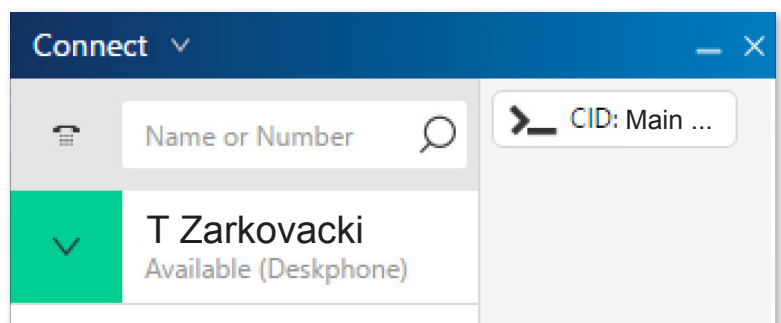 Connect
Name or Number
CID: Main ...
T Zarkovacki
Available (Deskphone)